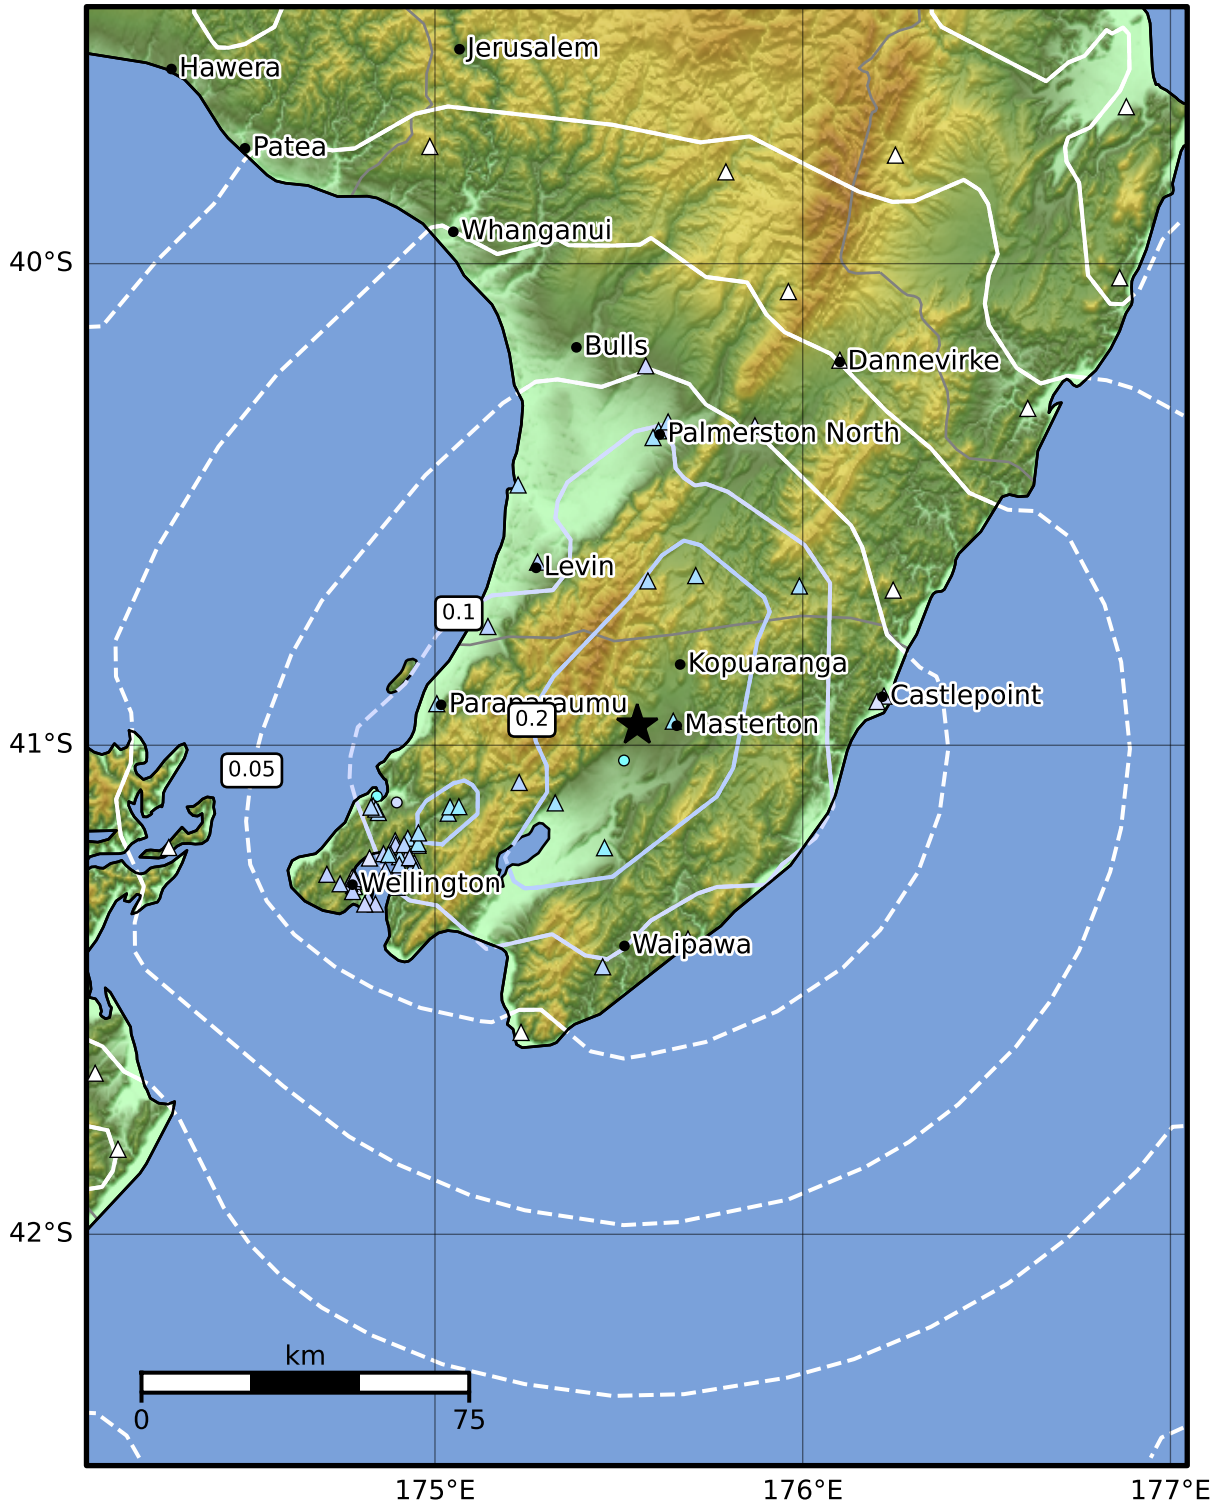 Jerusalem
Hawera
Patea
Whanganui
40°S
Bulls
Dannevirke
Palmerston North
Levin
0.1
Kopuaranga
Castlepoint
Paraparaumu
0.2
Masterton
41°S
0.05
Wellington
Waipawa
42°S
km
0 75
175°E 176°E 177°E